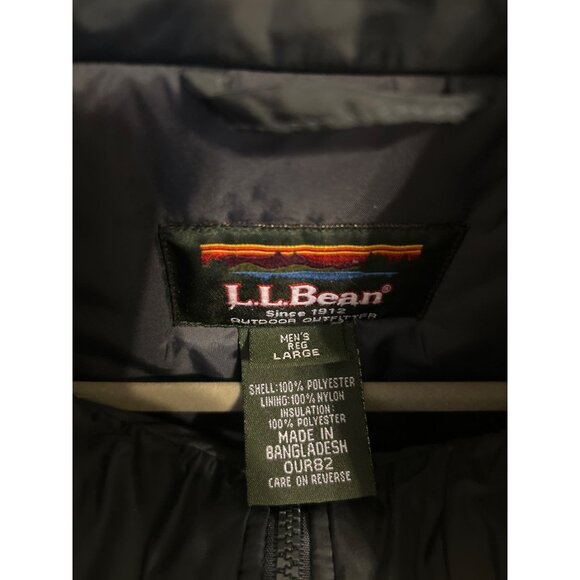 L.L.Bean®
Since 1912
OUTDOOR OUTFITTER
MEN'S
REG
LARGE
SHELL:100% POLYESTER
LINING:100% NYLON
INSULATION:
100% POLYESTER
MADE IN
BANGLADESH
OUR82
CARE ON REVERSE